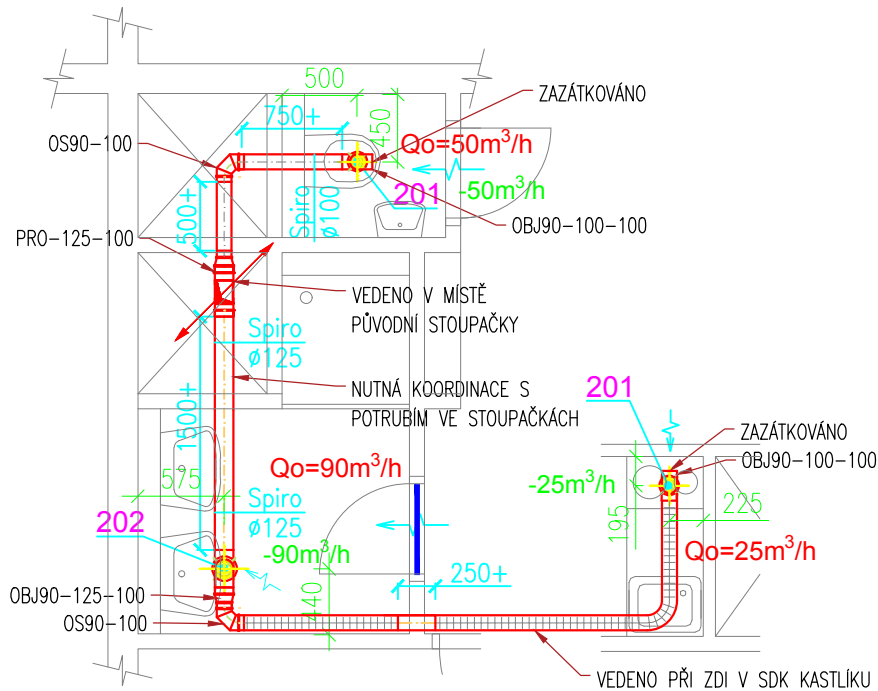 500
ZAZÁTKOVÁNO
750+
450
OS90-100
Qo=50m³/h
201
-50m³/h
Spiro
ø100
OBJ90-100-100
500+
PRO-125-100
VEDENO V MÍSTĚ
PŮVODNÍ STOUPAČKY
Spiro
ø125
NUTNÁ KOORDINACE S
POTRUBÍM VE STOUPAČKÁCH
201
1500+
ZAZÁTKOVÁNO
OBJ90-100-100
Qo=90m³/h
575
-25m³/h
Spiro
ø125
195
225
202
-90m³/h
Qo=25m³/h
250+
OBJ90-125-100
440
OS90-100
VEDENO PŘI ZDI V SDK KASTLÍKU